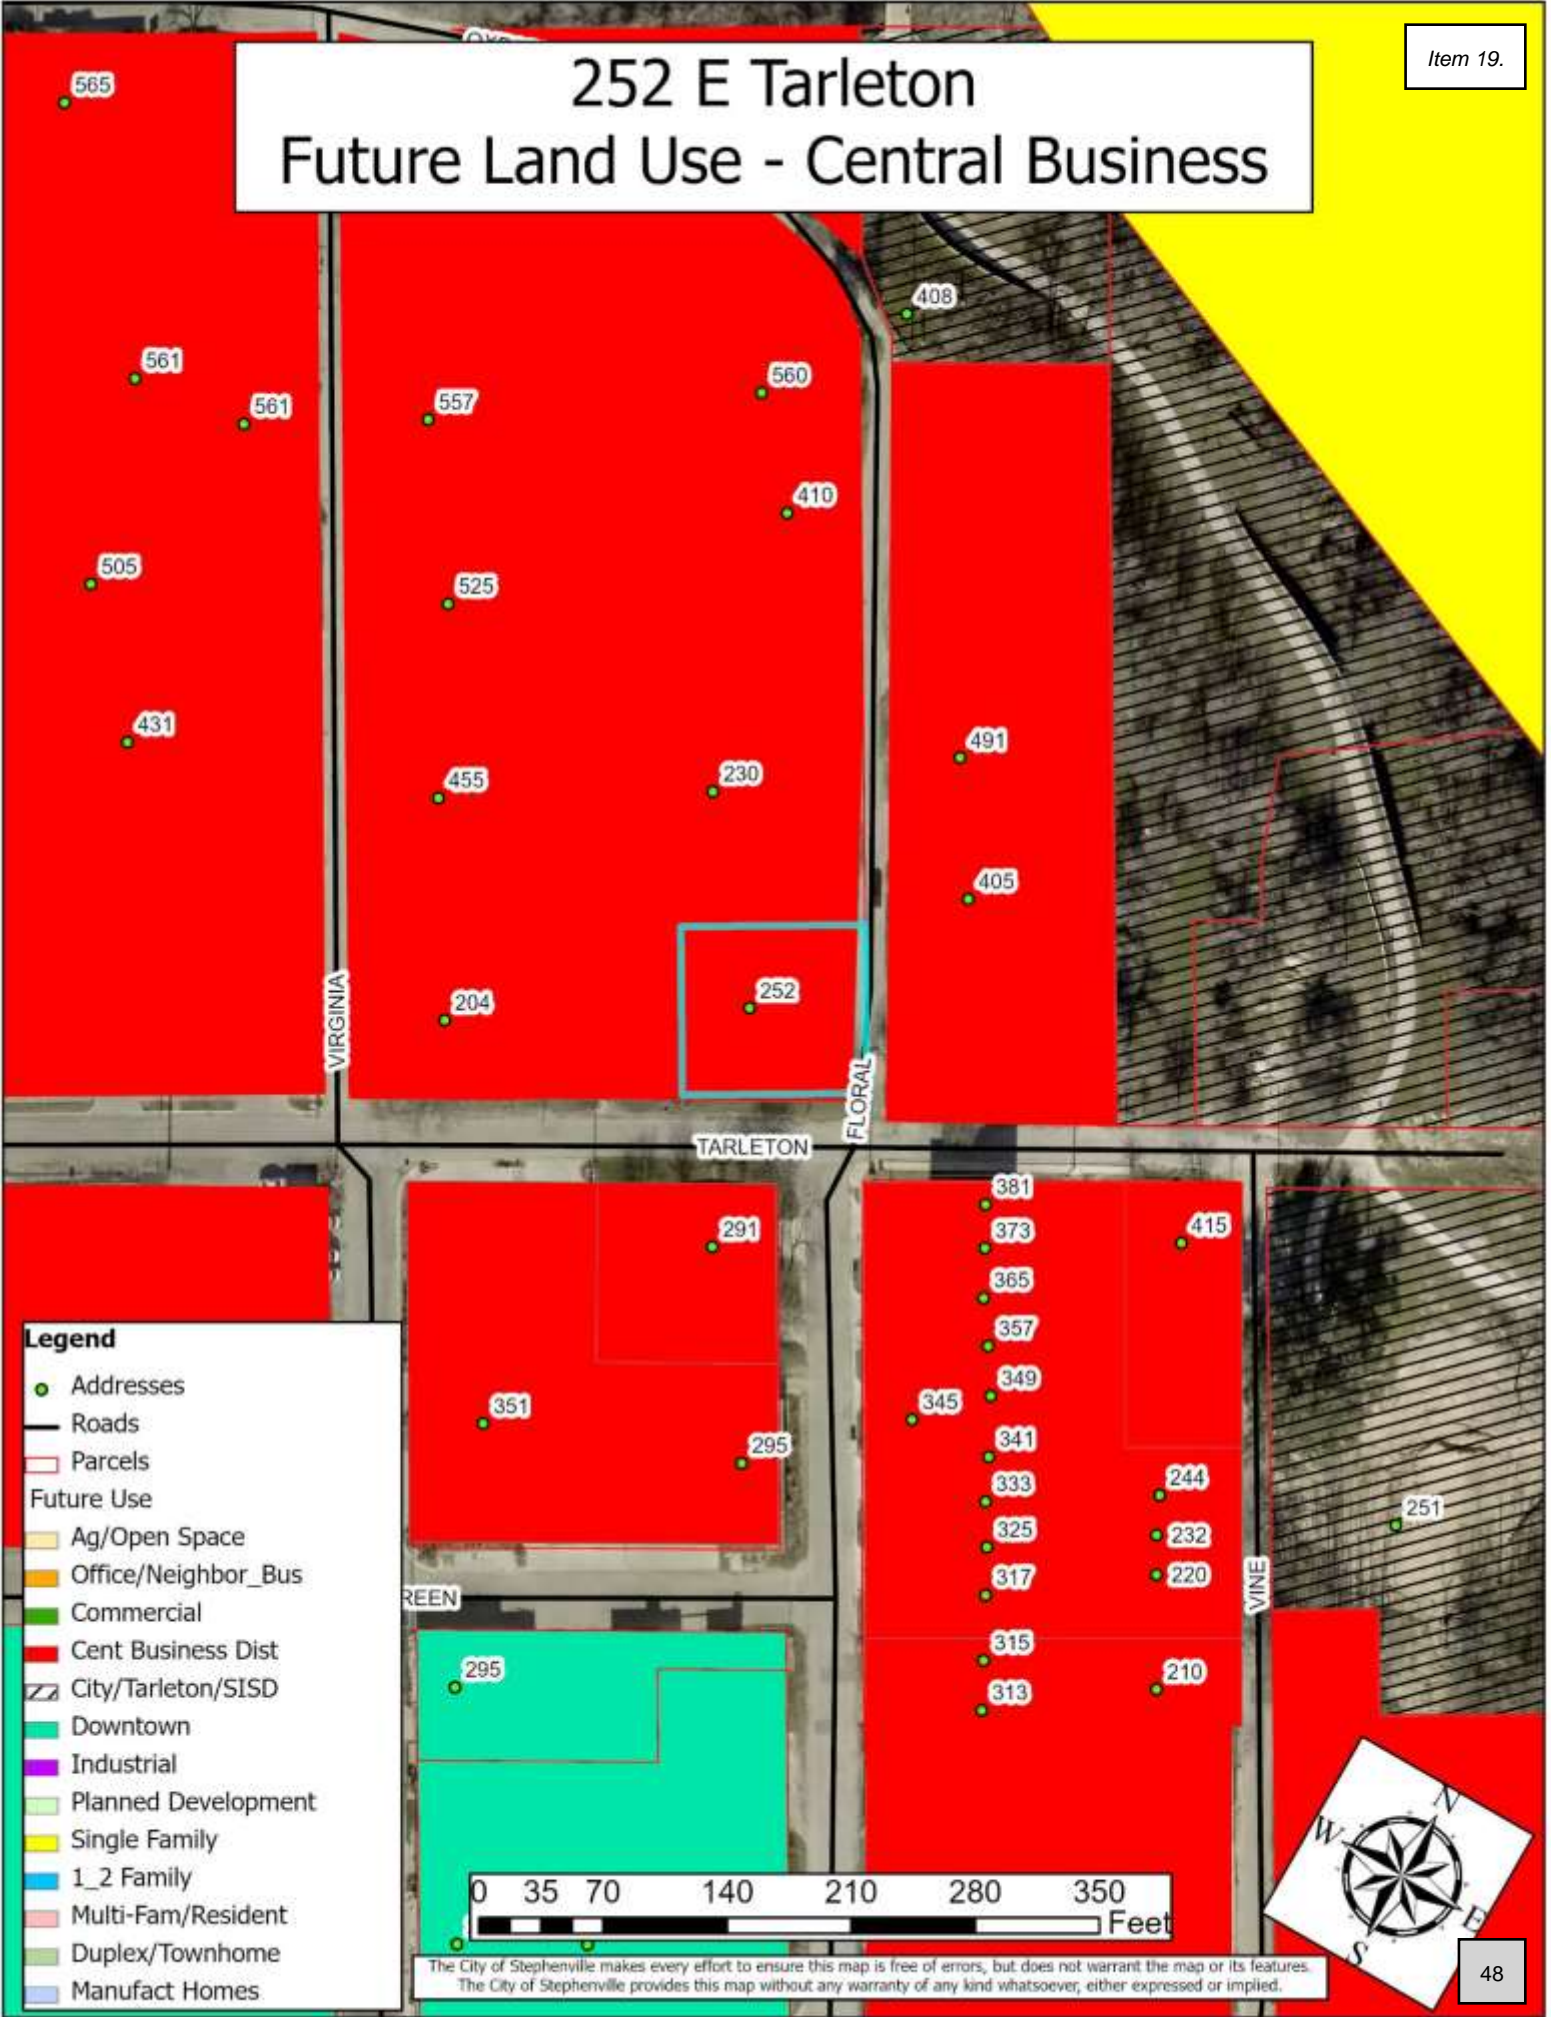 Item 19.
252 E Tarleton
Future Land Use - Central Business
565
408
561
561
557
560
410
505
525
431
491
455
230
405
204
252
VIRGINIA
FLORAL
TARLETON
381
291
373
415
365
357
349
351
345
341
295
333
244
251
325
232
317
220
VINE
REEN
315
295
210
313
Legend
Addresses
Roads
Parcels
Future Use
Ag/Open Space
Office/Neighbor_Bus
Commercial
Cent Business Dist
City/Tarleton/SISD
Downtown
Industrial
Planned Development
Single Family
1_2 Family
Multi-Fam/Resident
Duplex/Townhome
Manufact Homes
0 35 70 140 210 280 350
Feet
N
W
E
S
The City of Stephenville makes every effort to ensure this map is free of errors, but does not warrant the map or its features.
The City of Stephenville provides this map without any warranty of any kind whatsoever, either expressed or implied.
48